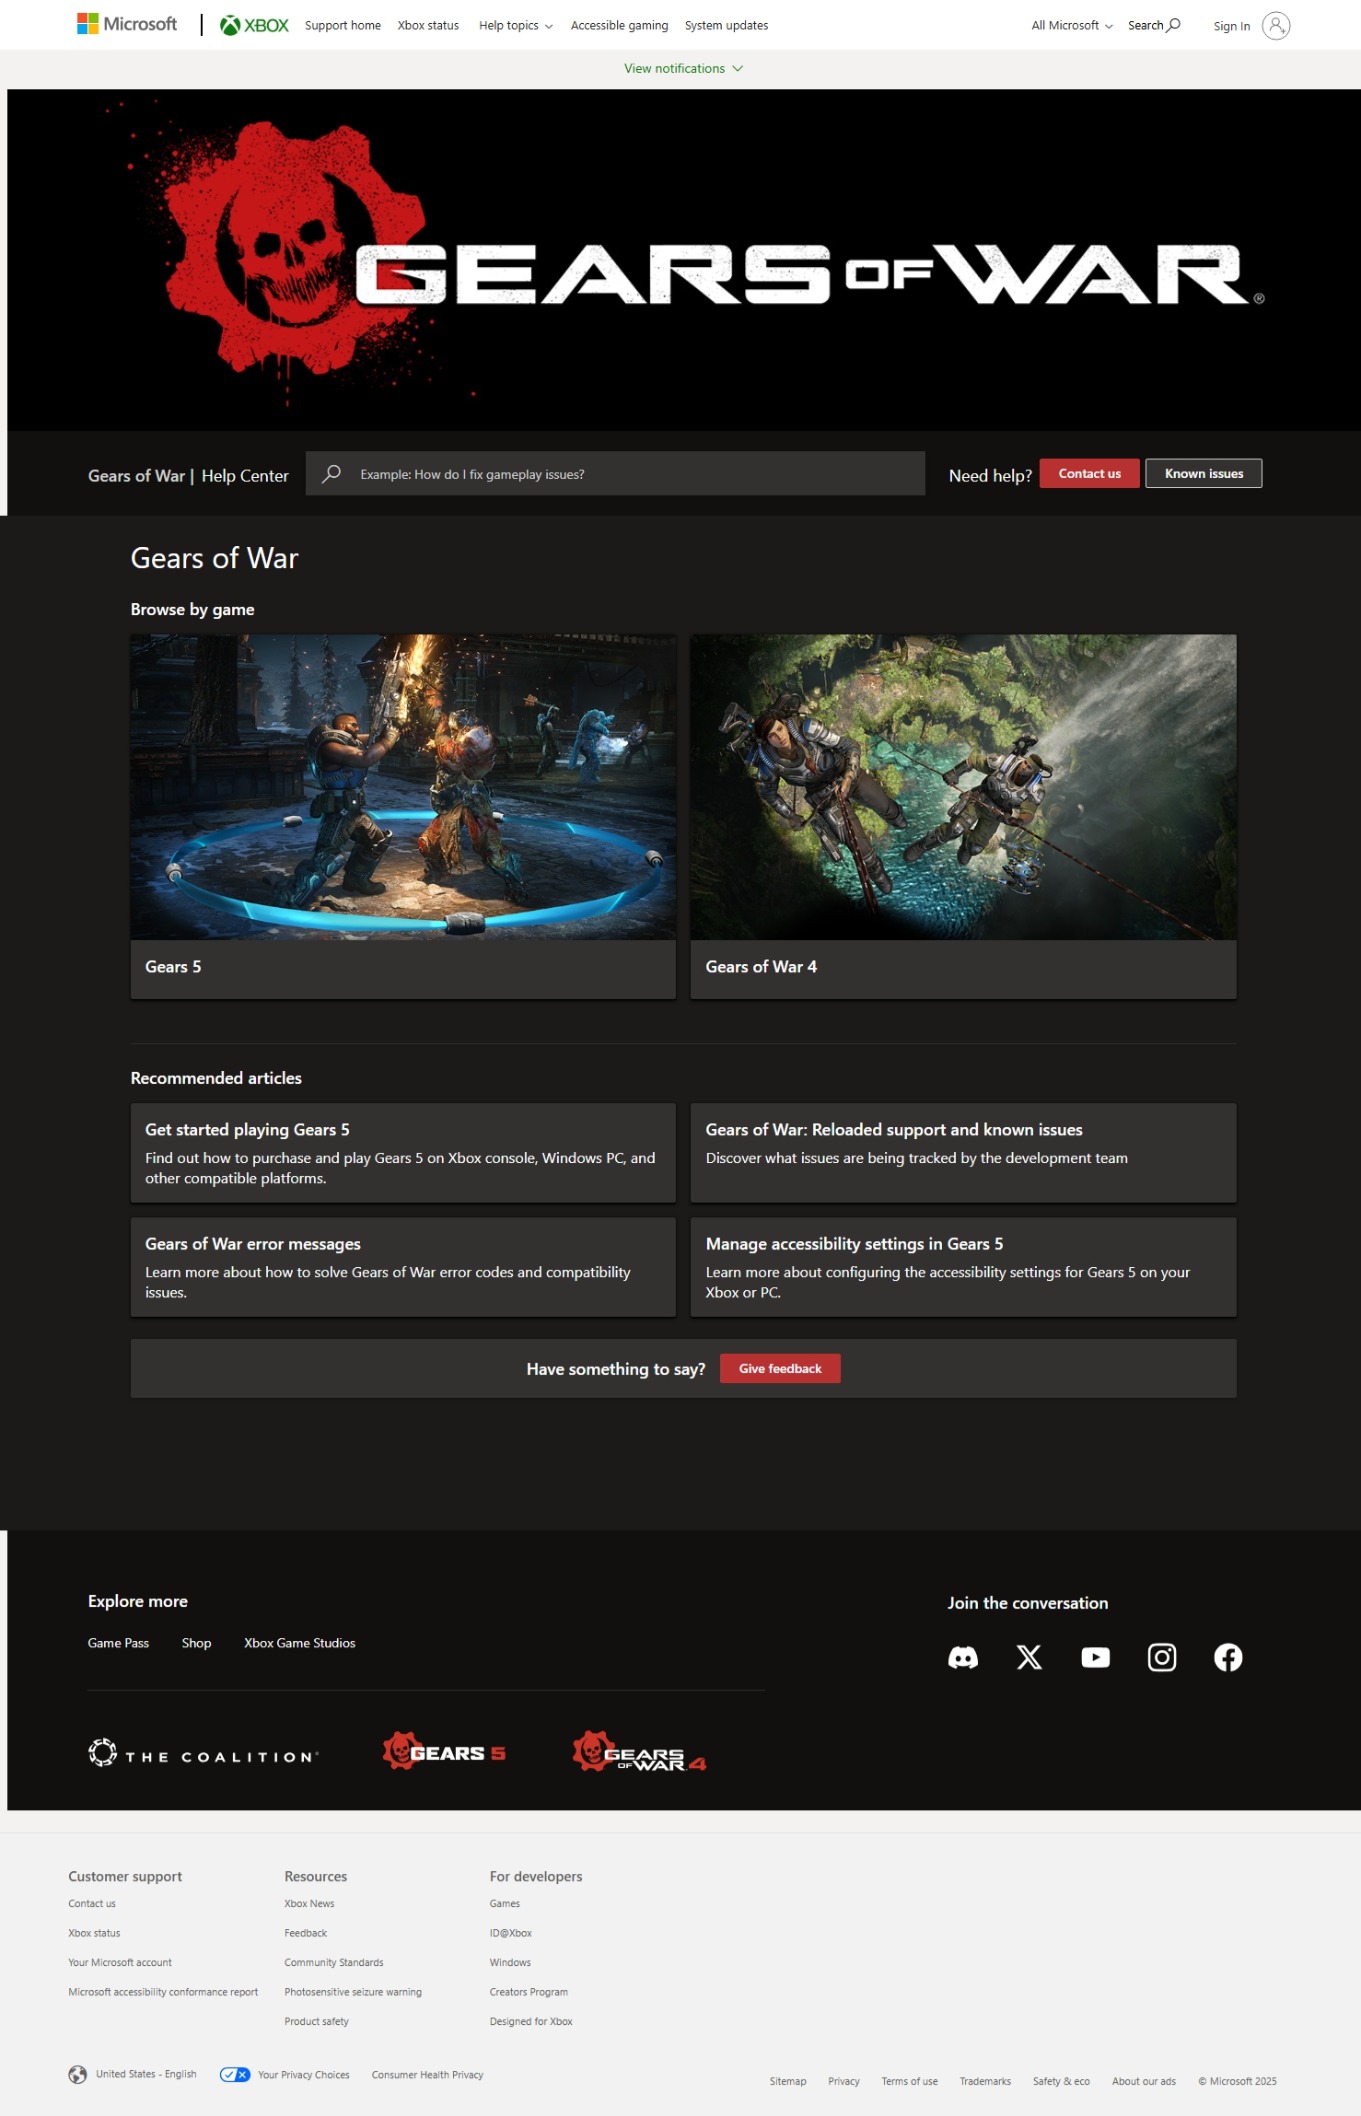 Microsoft
XBOX
Support home
Xbox status
Help topics
Accessible gaming
System updates
All Microsoft
Search
Sign In
View notifications
GEARS OF WAR®
Gears of War | Help Center
Example: How do I fix gameplay issues?
Need help?
Contact us
Known issues
Gears of War
Browse by game
Gears 5
Gears of War 4
Recommended articles
Get started playing Gears 5
Find out how to purchase and play Gears 5 on Xbox console, Windows PC, and
other compatible platforms.
Gears of War: Reloaded support and known issues
Discover what issues are being tracked by the development team
Gears of War error messages
Learn more about how to solve Gears of War error codes and compatibility
issues.
Manage accessibility settings in Gears 5
Learn more about configuring the accessibility settings for Gears 5 on your
Xbox or PC.
Have something to say?
Give feedback
Explore more
Game Pass
Shop
Xbox Game Studios
Join the conversation
THE COALITION
GEARS 5
GEARS
OF WAR 4
Customer support
Contact us
Xbox status
Your Microsoft account
Microsoft accessibility conformance report
Resources
Xbox News
Feedback
Community Standards
Photosensitive seizure warning
Product safety
For developers
Games
ID@Xbox
Windows
Creators Program
Designed for Xbox
United States - English
Your Privacy Choices
Consumer Health Privacy
Sitemap
Privacy
Terms of use
Trademarks
Safety & eco
About our ads
© Microsoft 2025